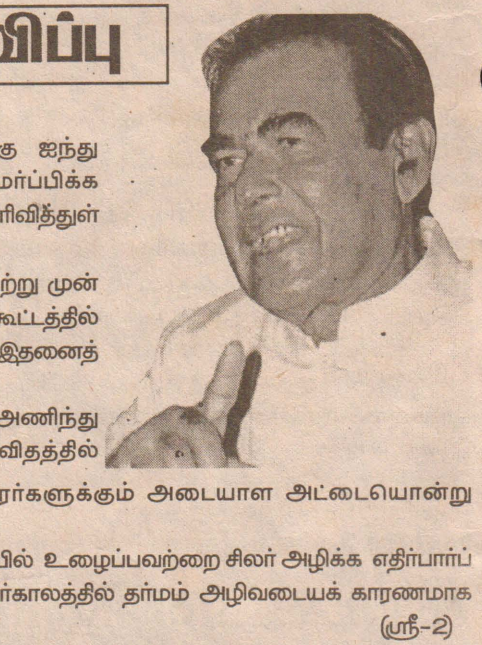 விப்பு
கு ஐந்து
மர்ப்பிக்க
ரிவித்துள்
ற்று முன்
கூட்டத்தில்
இதனைத்
அணிந்து
விதத்தில்
ரர்களுக்கும் அடையாள அட்டையொன்று
யில் உழைப்பவற்றை சிலர் அழிக்க எதிர்பார்ப்
ர்காலத்தில் தர்மம் அழிவடையக் காரணமாக
(ஸ்ரீ-2)